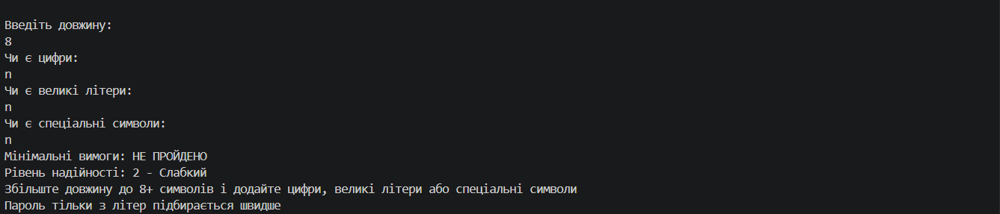 Введіть довжину:
8
Чи є цифри:
n
Чи є великі літери:
n
Чи є спеціальні символи:
n
Мінімальні вимоги: НЕ ПРОЙДЕНО
Рівень надійності: 2 - Слабкий
Збільште довжину до 8+ символів і додайте цифри, великі літери або спеціальні символи
Пароль тільки з літер підбирається швидше